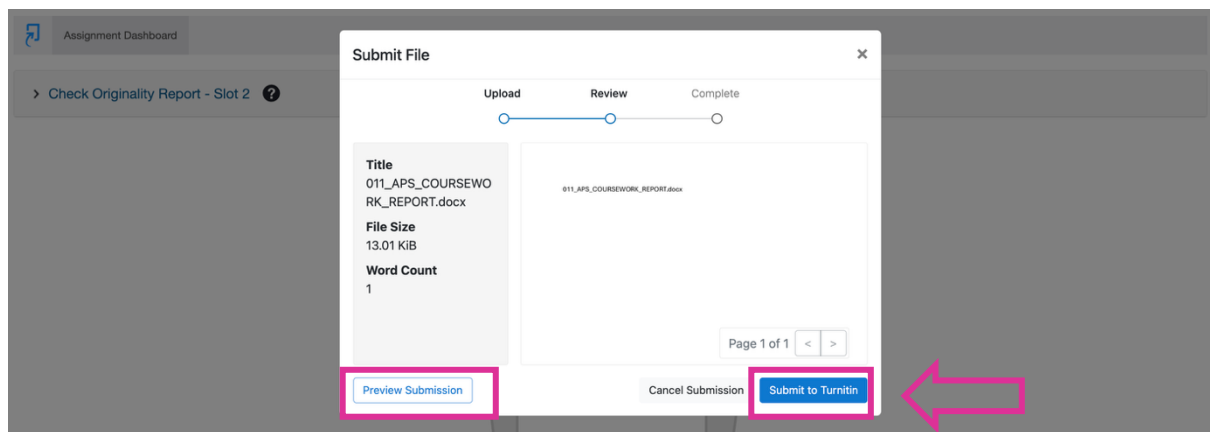 Assignment Dashboard
Submit File
×
> Check Originality Report - Slot 2 ?
Upload Review Complete
Title
011_APS_COURSEWO
RK_REPORT.docx
File Size
13.01 KiB
Word Count
1
011_APS_COURSEWORK_REPORT.docx
Page 1 of 1 < >
Preview Submission
Cancel Submission
Submit to Turnitin